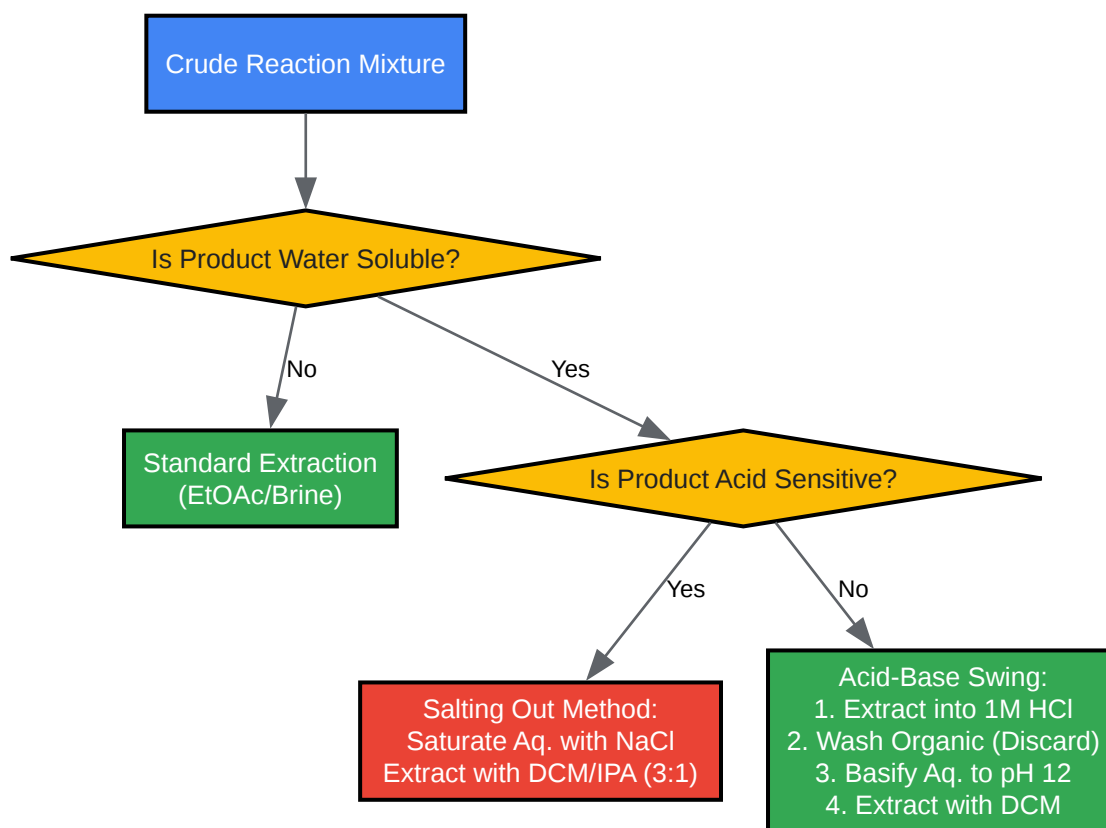 Crude Reaction Mixture
Is Product Water Soluble?
No
Yes
Standard Extraction
(EtOAc/Brine)
Is Product Acid Sensitive?
Yes
No
Salting Out Method:
Saturate Aq. with NaCl
Extract with DCM/IPA (3:1)
Acid-Base Swing:
1. Extract into 1M HCl
2. Wash Organic (Discard)
3. Basify Aq. to pH 12
4. Extract with DCM